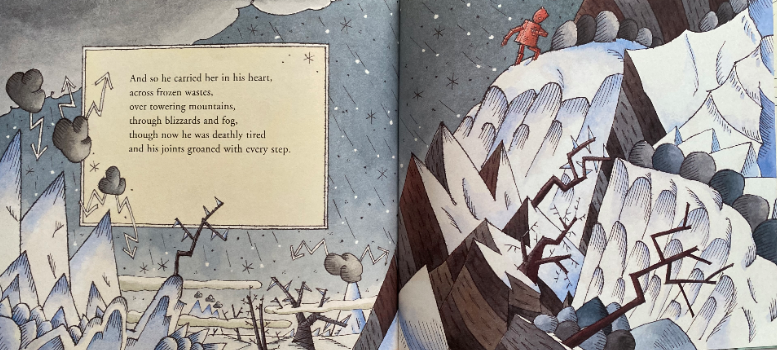 And so he carried her in his heart,
across frozen wastes,
over towering mountains,
through blizzards and fog,
though now he was deathly tired
and his joints groaned with every step.